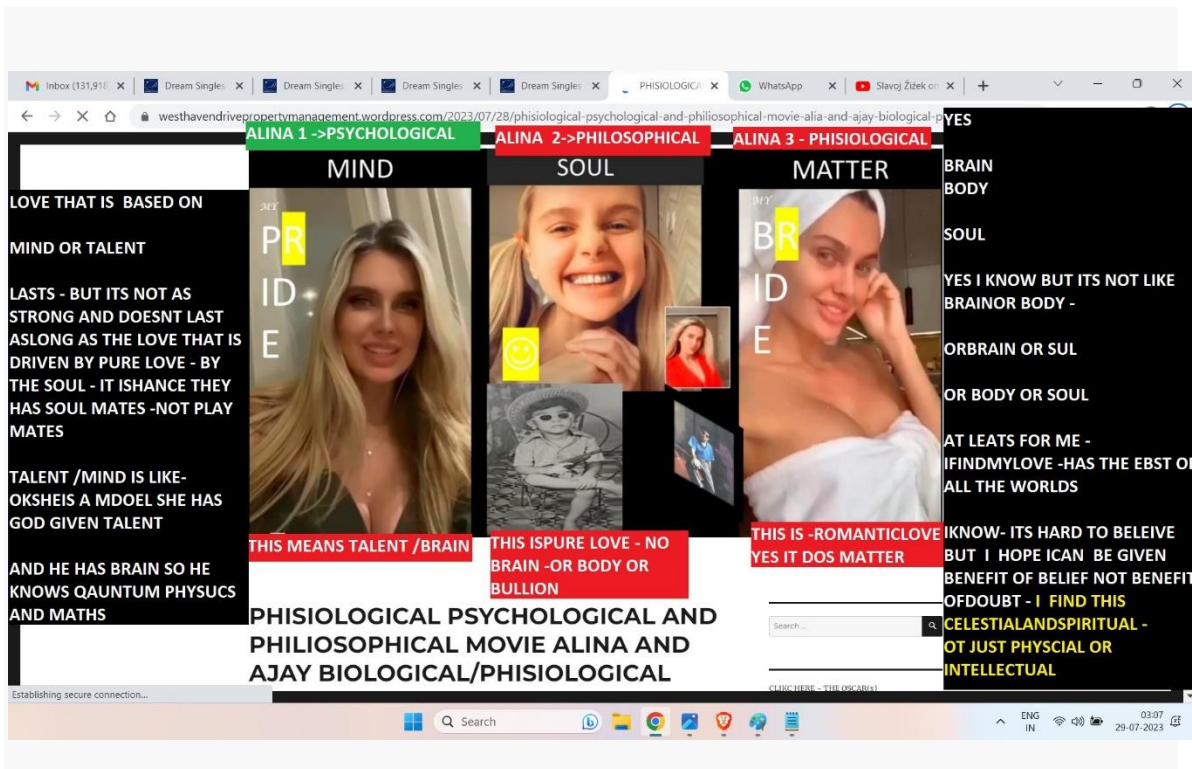 Inbox (131,918
Dream Singles
Dream Singles
Dream Singles
Dream Singles
PHISIOLOGICA
WhatsApp
Slavoj Žižek on
westhavendrivepropertymanagement.wordpress.com/2023/07/28/phisiological-psychological-and-philiosophical-movie-alia-and-ajay-biological-p
ALINA 1 ->PSYCHOLOGICAL
ALINA 2->PHILOSOPHICAL
ALINA 3 - PHISIOLOGICAL
MIND
SOUL
MATTER
LOVE THAT IS BASED ON
MIND OR TALENT
LASTS - BUT ITS NOT AS
STRONG AND DOESNT LAST
ASLONG AS THE LOVE THAT IS
DRIVEN BY PURE LOVE - BY
THE SOUL - IT ISHANCE THEY
HAS SOUL MATES -NOT PLAY
MATES
TALENT /MIND IS LIKE-
OKSHEIS A MDOEL SHE HAS
GOD GIVEN TALENT
AND HE HAS BRAIN SO HE
KNOWS QAUNTUM PHYSUCS
AND MATHS
MY
PR
ID
E
THIS MEANS TALENT /BRAIN
THIS ISPURE LOVE - NO
BRAIN -OR BODY OR
BULLION
MY
BR
ID
E
THIS IS -ROMANTICLOVE
YES IT DOS MATTER
YES
BRAIN
BODY
SOUL
YES I KNOW BUT ITS NOT LIKE
BRAINOR BODY -
ORBRAIN OR SUL
OR BODY OR SOUL
AT LEATS FOR ME -
IFINDMYLOVE -HAS THE EBST OF
ALL THE WORLDS
IKNOW- ITS HARD TO BELEIVE
BUT I HOPE ICAN BE GIVEN
BENEFIT OF BELIEF NOT BENEFIT
OFDOUBT - I FIND THIS
CELESTIALANDSPIRITUAL -
OT JUST PHYSCIAL OR
INTELLECTUAL
PHISIOLOGICAL PSYCHOLOGICAL AND
PHILIOSOPHICAL MOVIE ALINA AND
AJAY BIOLOGICAL/PHISIOLOGICAL
Search ...
CLIKC HERE – THE OSCAR(s)
Establishing secure connection...
Search
ENG
IN
03:07
29-07-2023